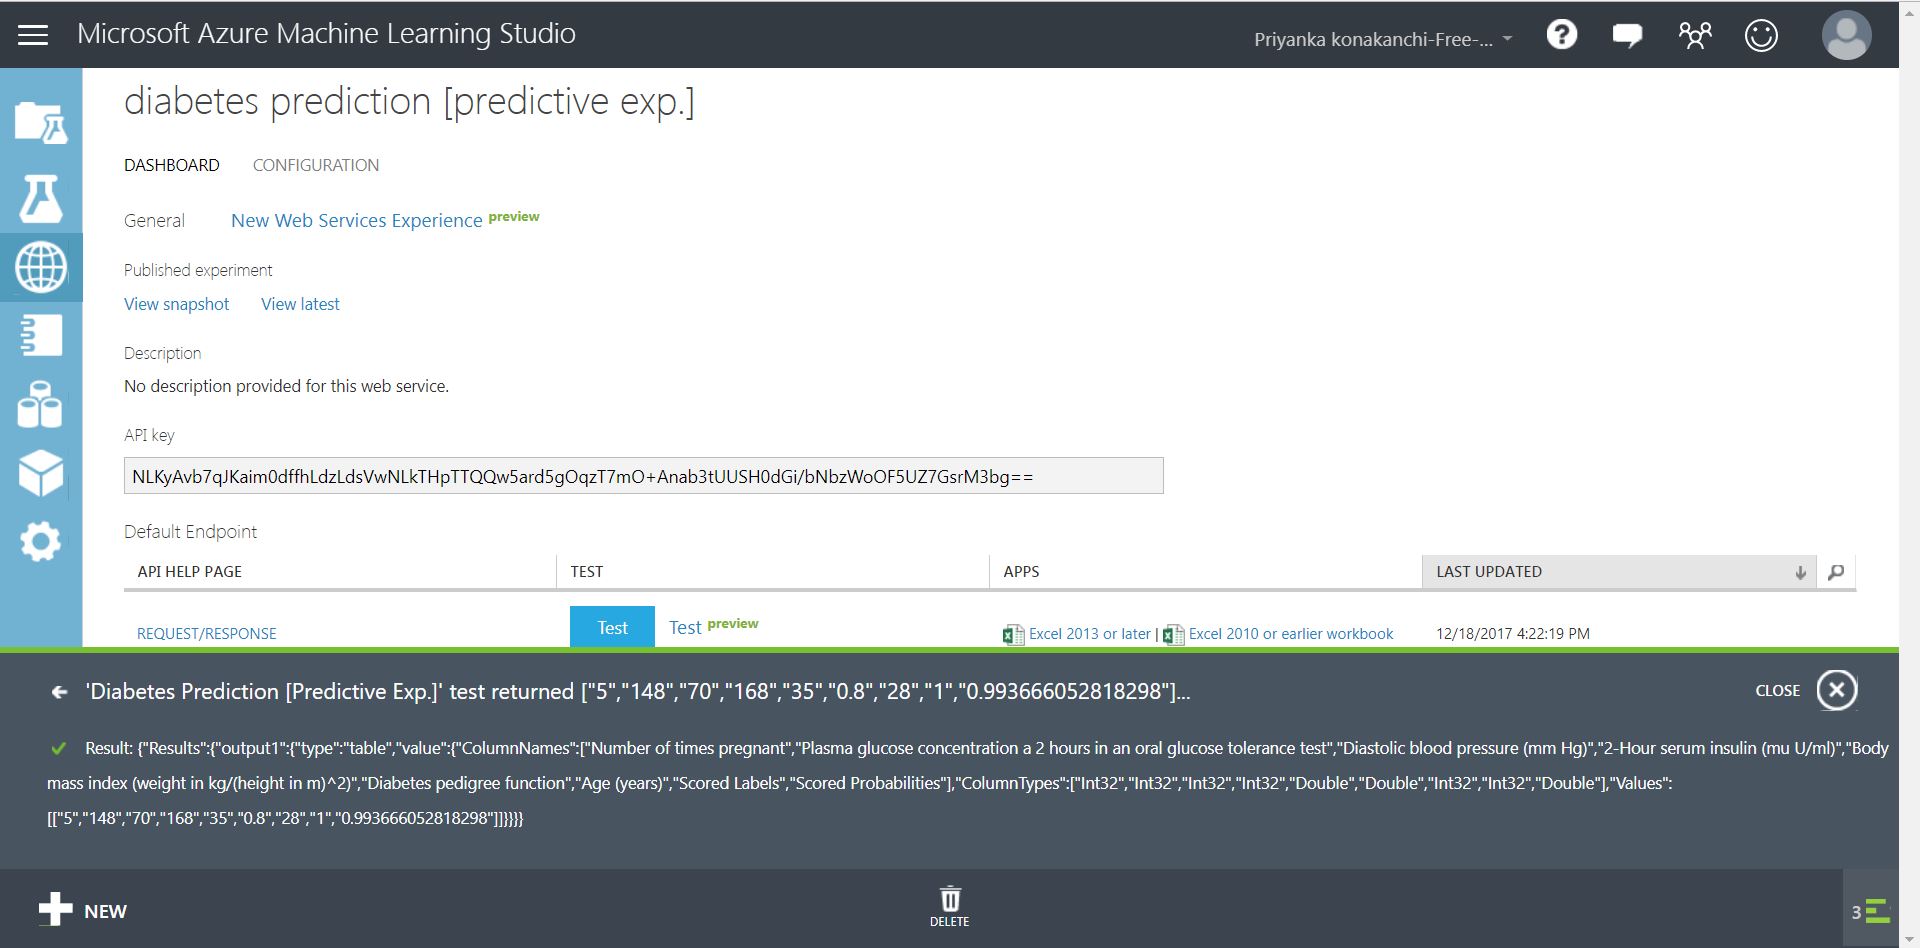 Microsoft Azure Machine Learning Studio
Priyanka konakanchi-Free-...
diabetes prediction [predictive exp.]
DASHBOARD CONFIGURATION
General New Web Services Experience preview
Published experiment
View snapshot View latest
Description
No description provided for this web service.
API key
NLKyAvb7qJKaim0dffhLdzLdsVwNLkTHpTTQQw5ard5gOqzT7mO+Anab3tUUSH0dGi/bNbzWoOF5UZ7GsrM3bg==
Default Endpoint
API HELP PAGE TEST APPS LAST UPDATED
REQUEST/RESPONSE Test Test preview Excel 2013 or later | Excel 2010 or earlier workbook 12/18/2017 4:22:19 PM
'Diabetes Prediction [Predictive Exp.]' test returned ["5","148","70","168","35","0.8","28","1","0.993666052818298"]... CLOSE
Result: {"Results":{"output1":{"type":"table","value":{"ColumnNames":["Number of times pregnant","Plasma glucose concentration a 2 hours in an oral glucose tolerance test","Diastolic blood pressure (mm Hg)","2-Hour serum insulin (mu U/ml)","Body
mass index (weight in kg/(height in m)^2)","Diabetes pedigree function","Age (years)","Scored Labels","Scored Probabilities"],"ColumnTypes":["Int32","Int32","Int32","Int32","Double","Double","Int32","Int32","Double"],"Values":
[["5","148","70","168","35","0.8","28","1","0.993666052818298"]]}}}}
NEW DELETE 3